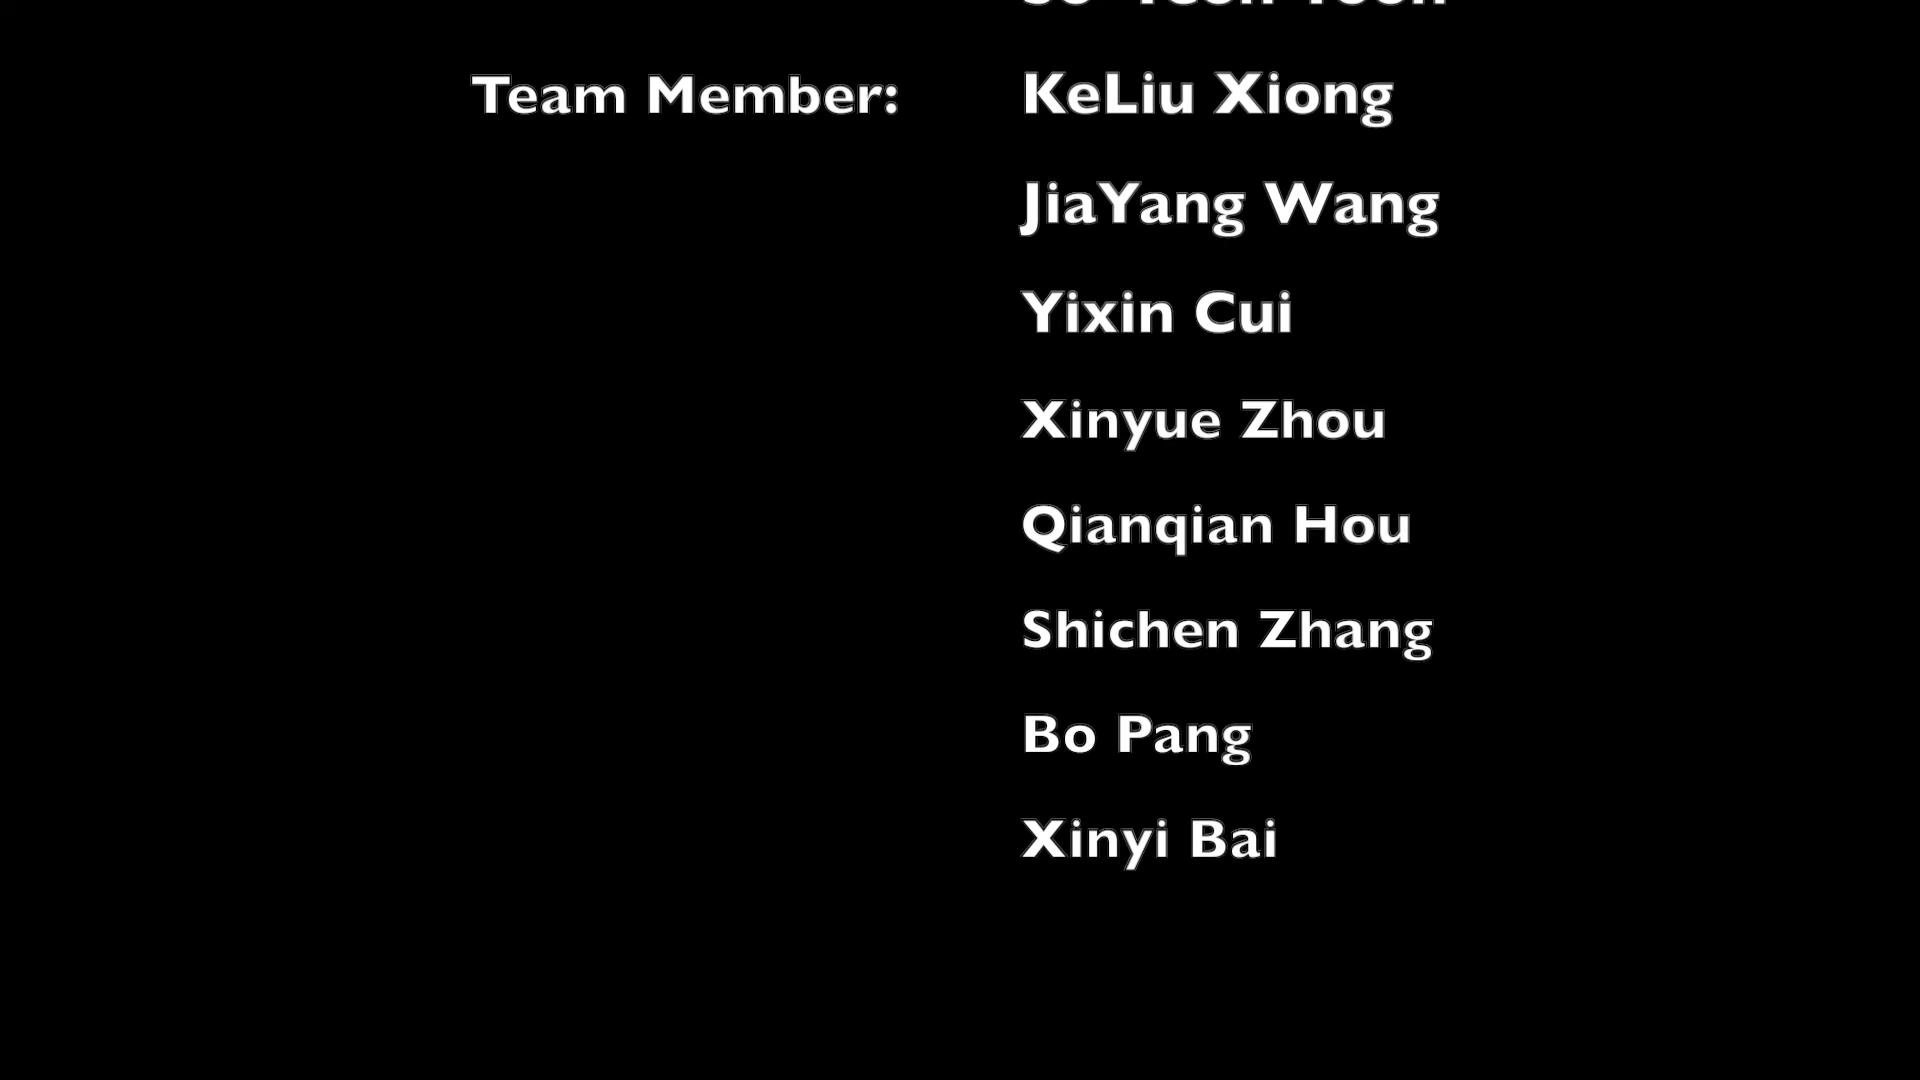 Team Member: KeLiu Xiong
JiaYang Wang
Yixin Cui
Xinyue Zhou
Qianqian Hou
Shichen Zhang
Bo Pang
Xinyi Bai